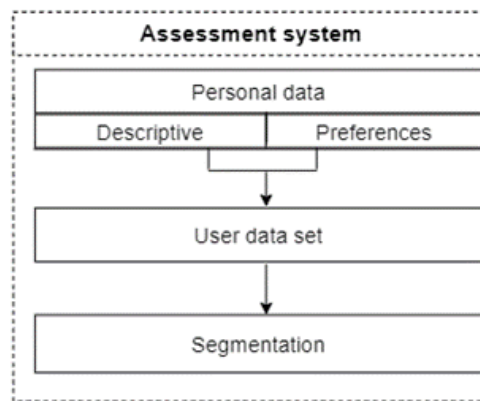 Assessment system
Personal data
Descriptive Preferences
User data set
Segmentation